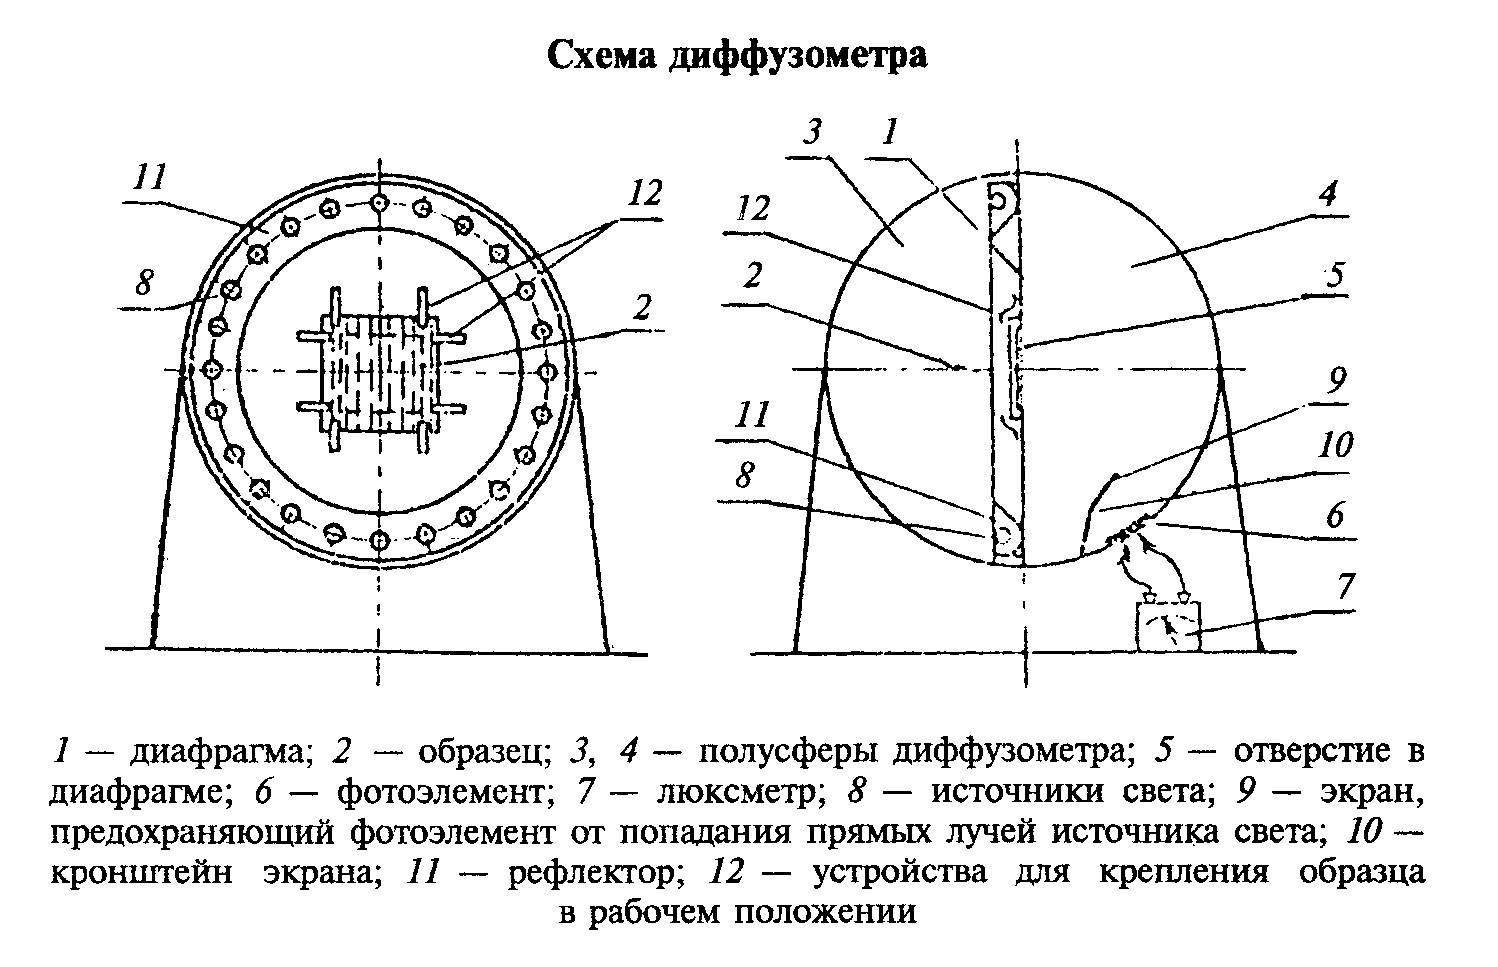 Схема диффузометра
3 1
11 12 12 4
8 2 2 5
11 9
8 10
6
7
1 — диафрагма; 2 — образец; 3, 4 — полусферы диффузометра; 5 — отверстие в
диафрагме; 6 — фотоэлемент; 7 — люксметр; 8 — источники света; 9 — экран,
предохраняющий фотоэлемент от попадания прямых лучей источника света; 10 —
кронштейн экрана; 11 — рефлектор; 12 — устройства для крепления образца
в рабочем положении